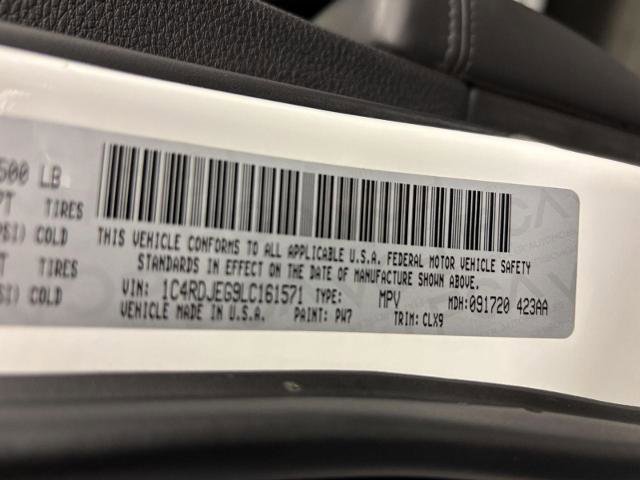 500 LB
PT TIRES
PSI) COLD
T TIRES
PSI) COLD
THIS VEHICLE CONFORMS TO ALL APPLICABLE U.S.A. FEDERAL MOTOR VEHICLE SAFETY
STANDARDS IN EFFECT ON THE DATE OF MANUFACTURE SHOWN ABOVE.
VIN: 1C4RDJEG9LC161571 TYPE: MPV MDH:091720 423AA
VEHICLE MADE IN U.S.A. PAINT: PW7 TRIM: CLX9